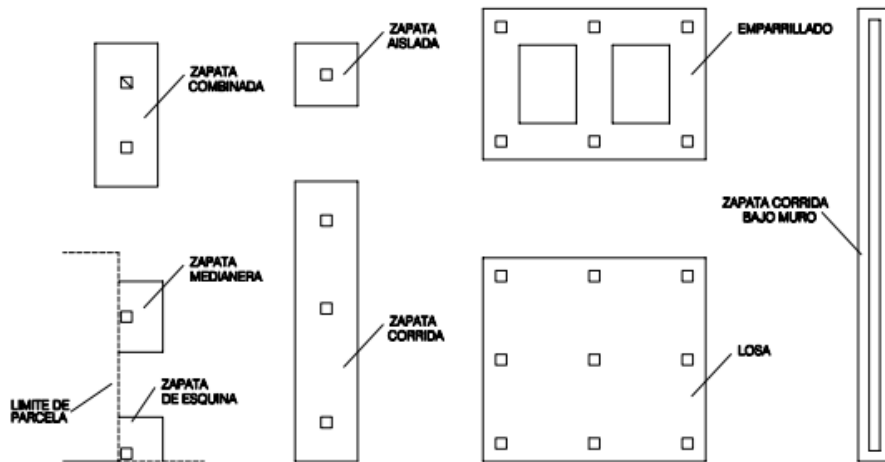 ZAPATA
COMBINADA
ZAPATA
AISLADA
EMPARRILLADO
ZAPATA CORRIDA
BAJO MURO
ZAPATA
MEDIANERA
ZAPATA
CORRIDA
LOSA
LIMITE DE
PARCELA
ZAPATA
DE ESQUINA